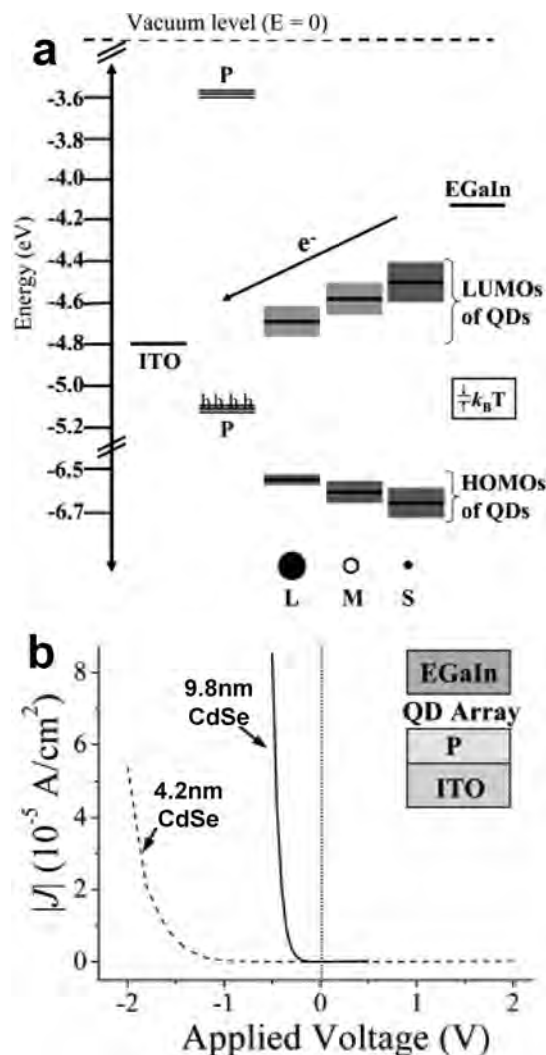 Vacuum level (E = 0)
a
P
-3.6
-3.8
-4.0
EGaIn
-4.2
e-
-4.4
LUMOs
of QDs
-4.6
-4.8
ITO
-5.0
h h h h
P
-5.2
-6.5
HOMOs
of QDs
-6.7
L M S
Energy (eV)
b
8
6
4
2
0
|J| (10⁻⁵ A/cm²)
9.8nm
CdSe
4.2nm
CdSe
EGaIn
QD Array
P
ITO
-2 -1 0 1 2
Applied Voltage (V)